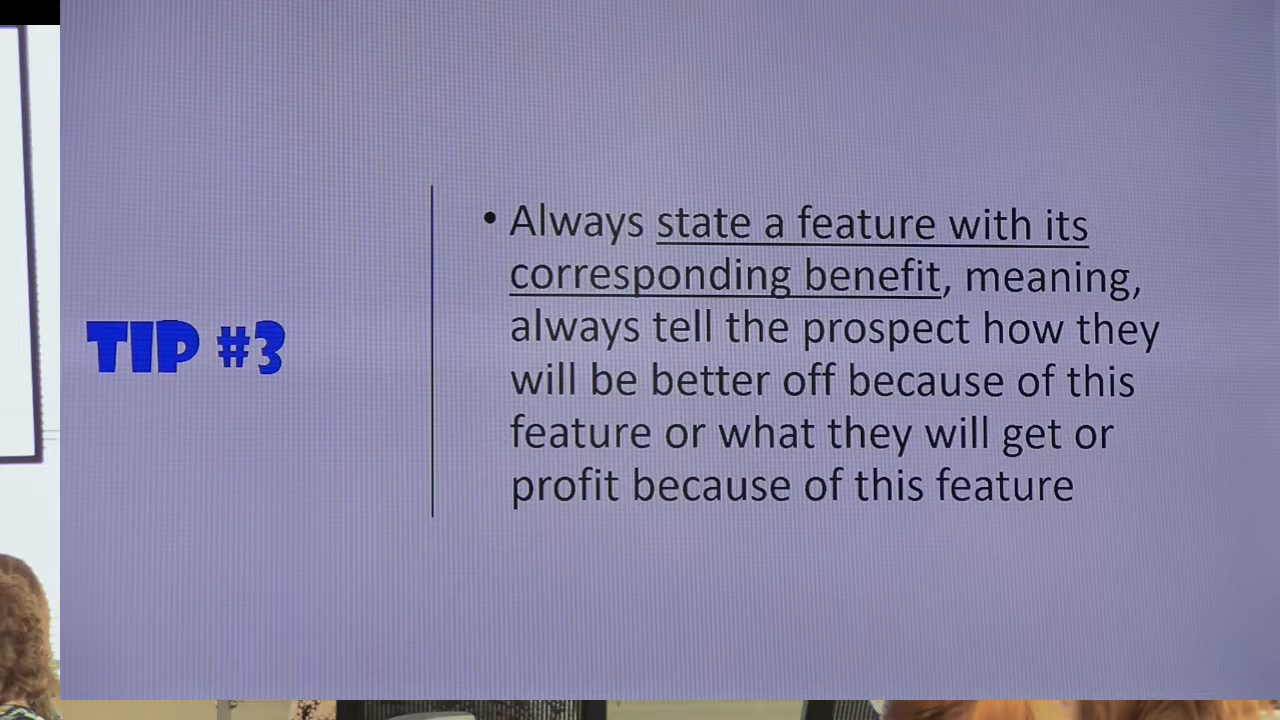 TIP #3
• Always state a feature with its
corresponding benefit, meaning,
always tell the prospect how they
will be better off because of this
feature or what they will get or
profit because of this feature